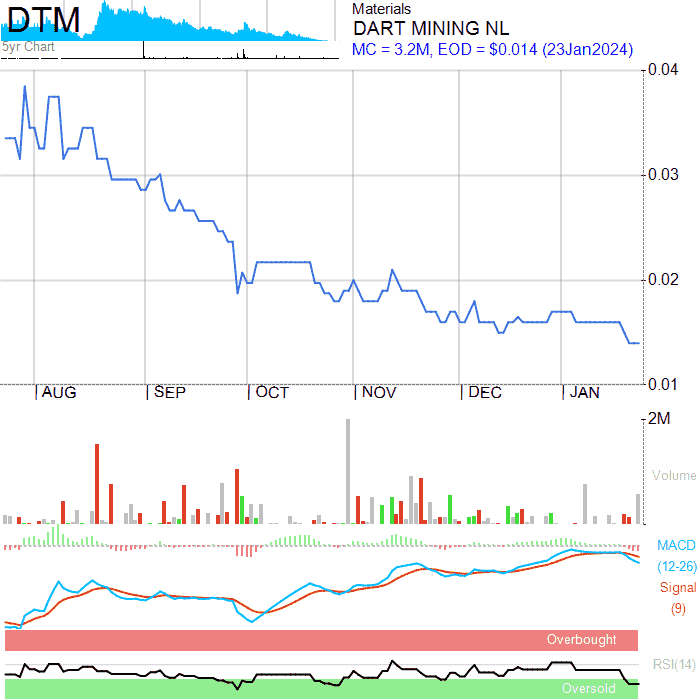 DTM
5yr Chart
Materials
DART MINING NL
MC = 3.2M, EOD = $0.014 (23Jan2024)
0.04
0.03
0.02
0.01
AUG
SEP
OCT
NOV
DEC
JAN
2M
Volume
MACD
(12-26)
Signal
(9)
Overbought
RSI(14)
Oversold